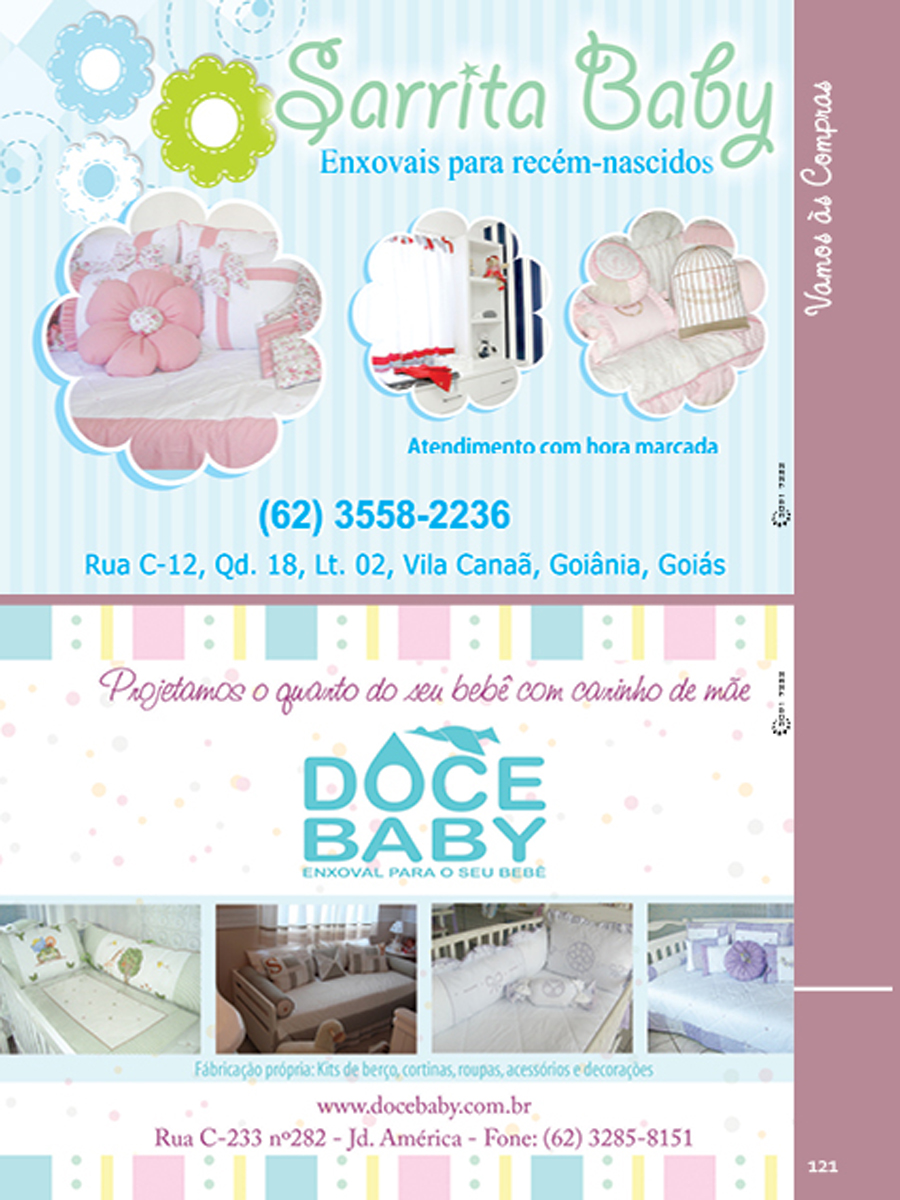 Sarrita Baby
Enxovais para recém-nascidos
Atendimento com hora marcada
(62) 3558-2236
Rua C-12, Qd. 18, Lt. 02, Vila Canaã, Goiânia, Goiás
Projetamos o quarto do seu bebê com carinho de mãe
DOCE
BABY
ENXOVAL PARA O SEU BEBÊ
Fábricação própria: Kits de berço, cortinas, roupas, acessórios e decorações
www.docebaby.com.br
Rua C-233 nº282 - Jd. América - Fone: (62) 3285-8151
Vamos às Compras
121